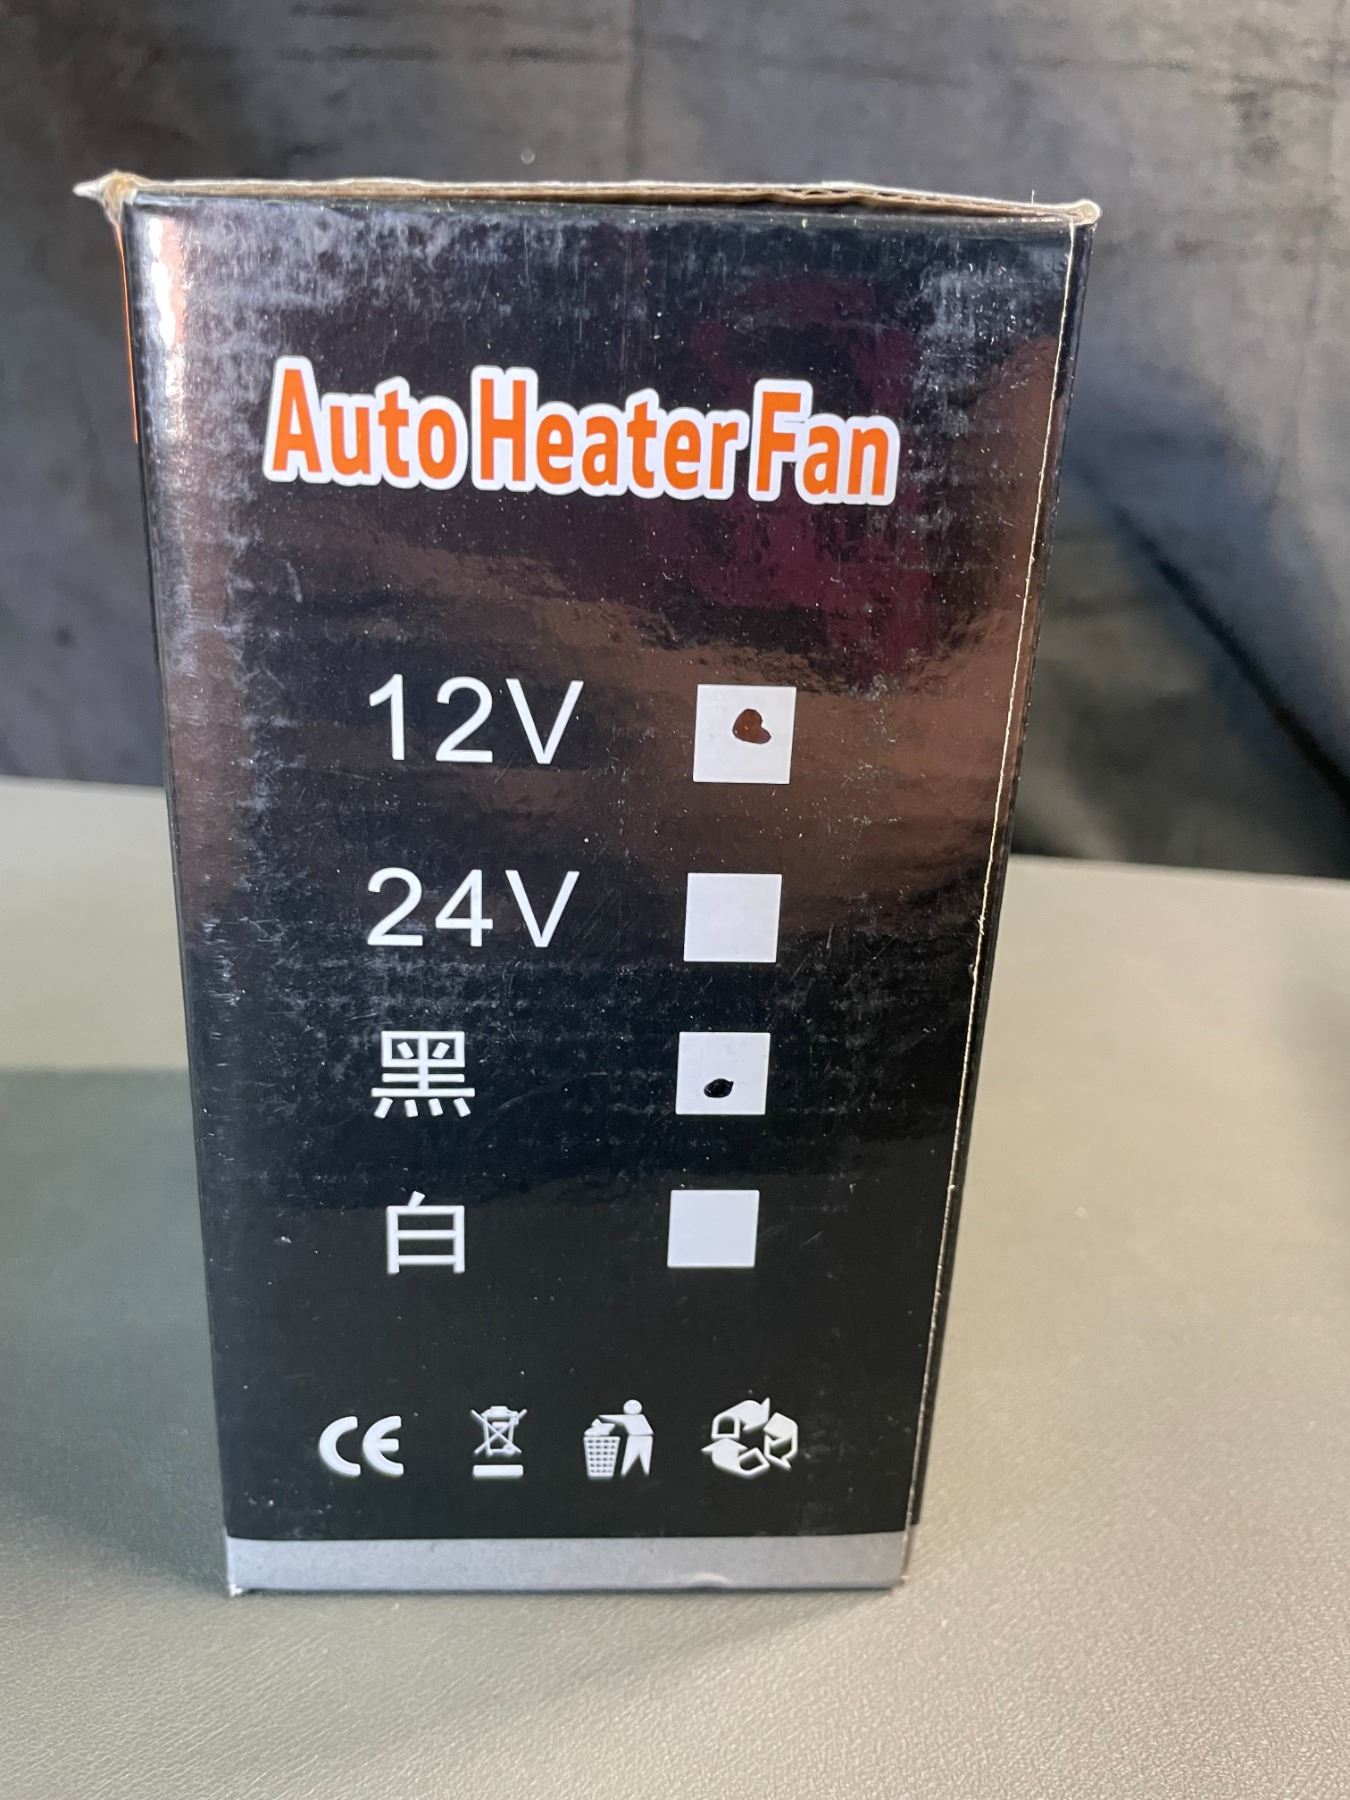 Auto Heater Fan
12V
24V
黑
白
CE